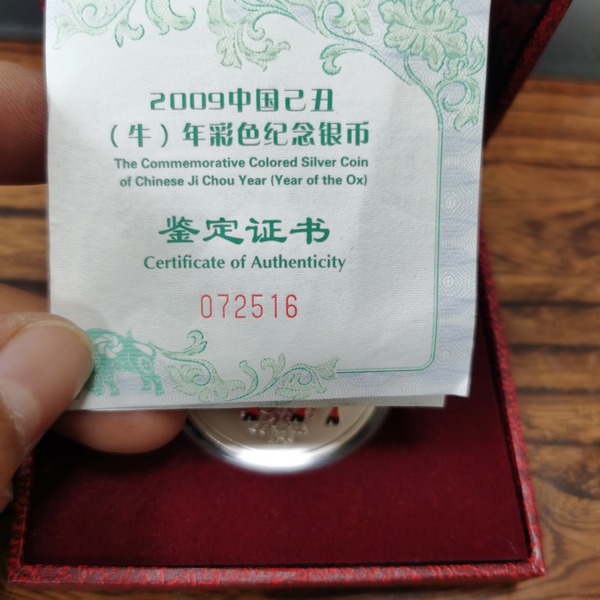 2009中国己丑
（牛）年彩色纪念银币
The Commemorative Colored Silver Coin
of Chinese Ji Chou Year (Year of the Ox)
鉴定证书
Certificate of Authenticity
072516